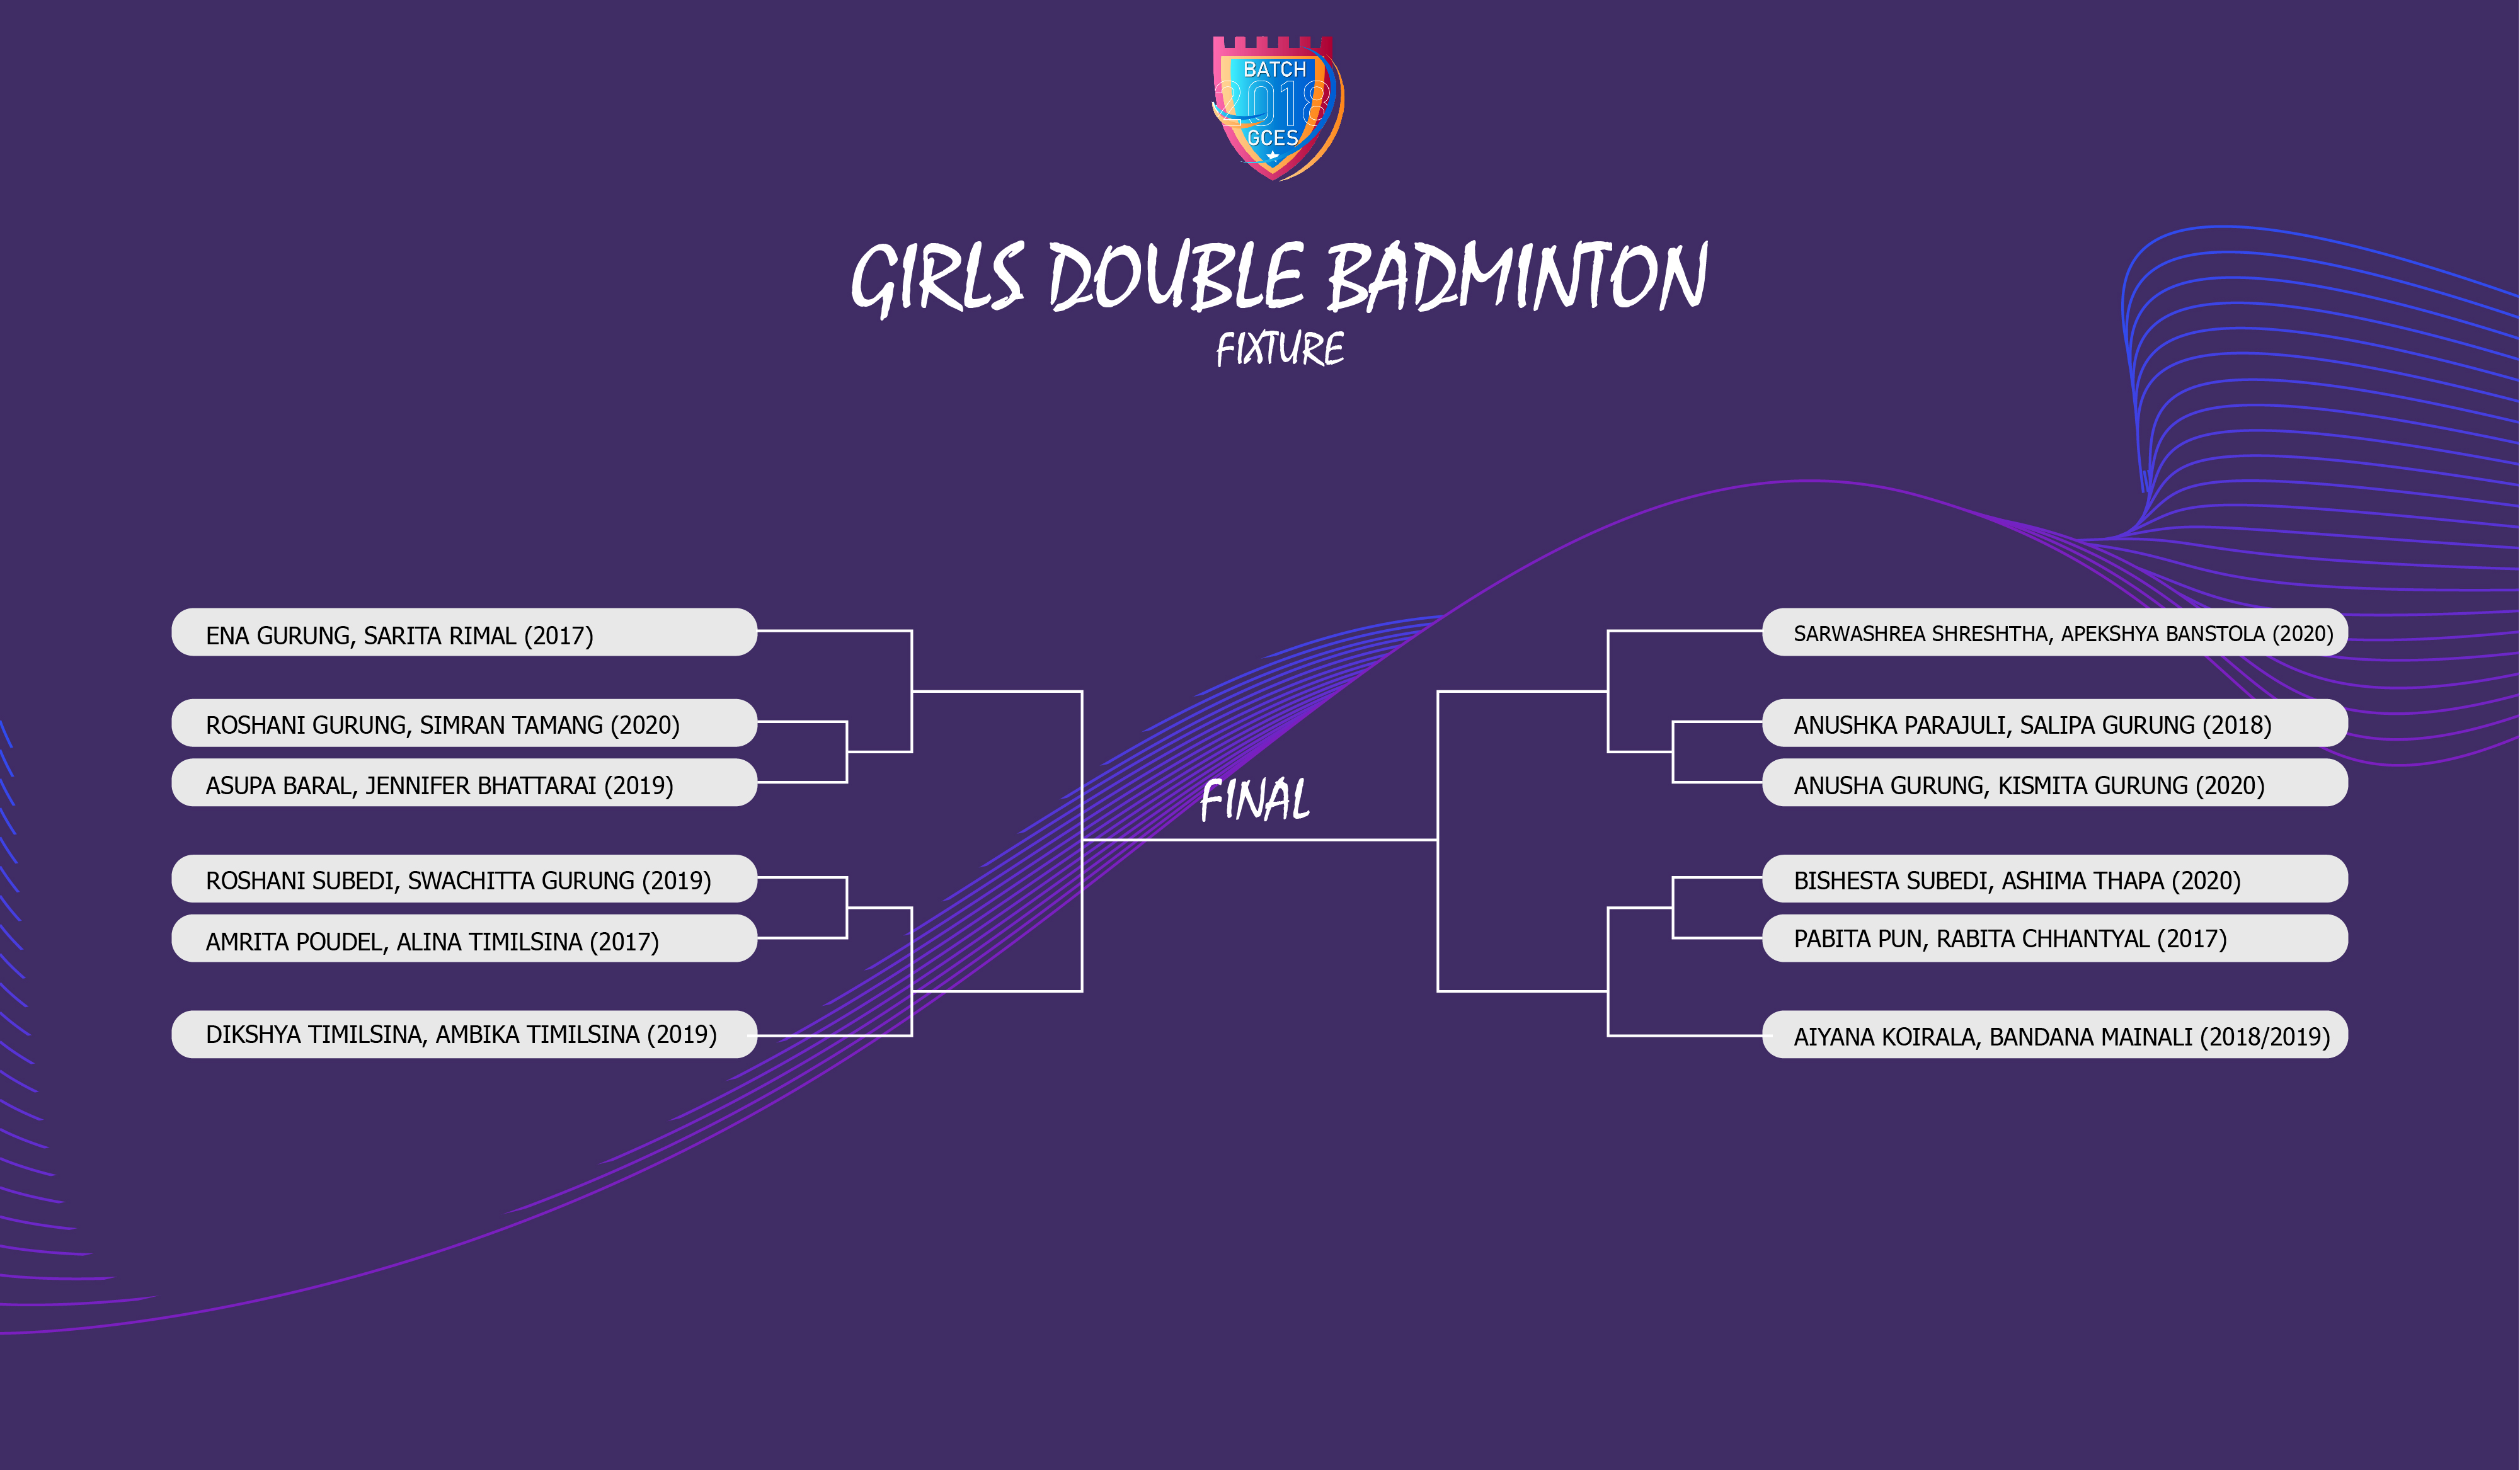 BATCH
2018
GCES
GIRLS DOUBLE BADMINTON
FIXTURE
ENA GURUNG, SARITA RIMAL (2017)
ROSHANI GURUNG, SIMRAN TAMANG (2020)
ASUPA BARAL, JENNIFER BHATTARAI (2019)
ROSHANI SUBEDI, SWACHITTA GURUNG (2019)
AMRITA POUDEL, ALINA TIMILSINA (2017)
DIKSHYA TIMILSINA, AMBIKA TIMILSINA (2019)
FINAL
SARWASHREA SHRESHTHA, APEKSHYA BANSTOLA (2020)
ANUSHKA PARAJULI, SALIPA GURUNG (2018)
ANUSHA GURUNG, KISMITA GURUNG (2020)
BISHESTA SUBEDI, ASHIMA THAPA (2020)
PABITA PUN, RABITA CHHANTYAL (2017)
AIYANA KOIRALA, BANDANA MAINALI (2018/2019)